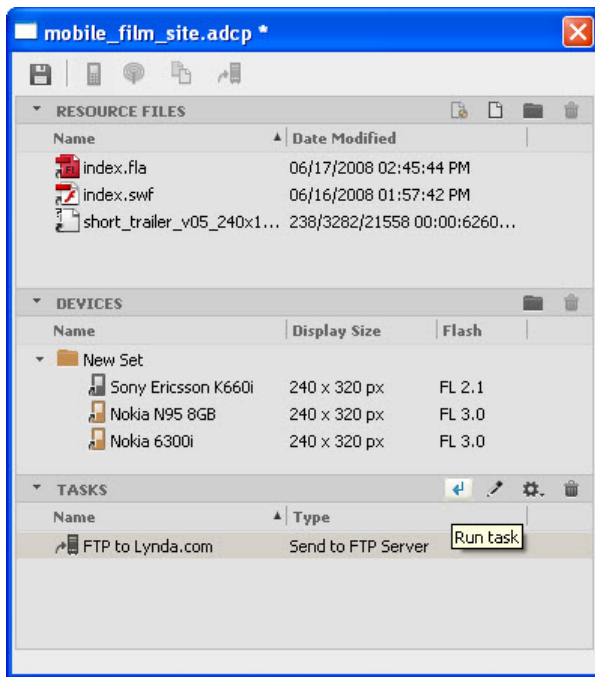 mobile_film_site.adcp *
RESOURCE FILES
Name Date Modified
index.fla 06/17/2008 02:45:44 PM
index.swf 06/16/2008 01:57:42 PM
short_trailer_v05_240x1... 238/3282/21558 00:00:6260...
DEVICES
Name Display Size Flash
New Set
Sony Ericsson K660i 240 x 320 px FL 2.1
Nokia N95 8GB 240 x 320 px FL 3.0
Nokia 6300i 240 x 320 px FL 3.0
TASKS
Name Type
Run task
FTP to Lynda.com Send to FTP Server